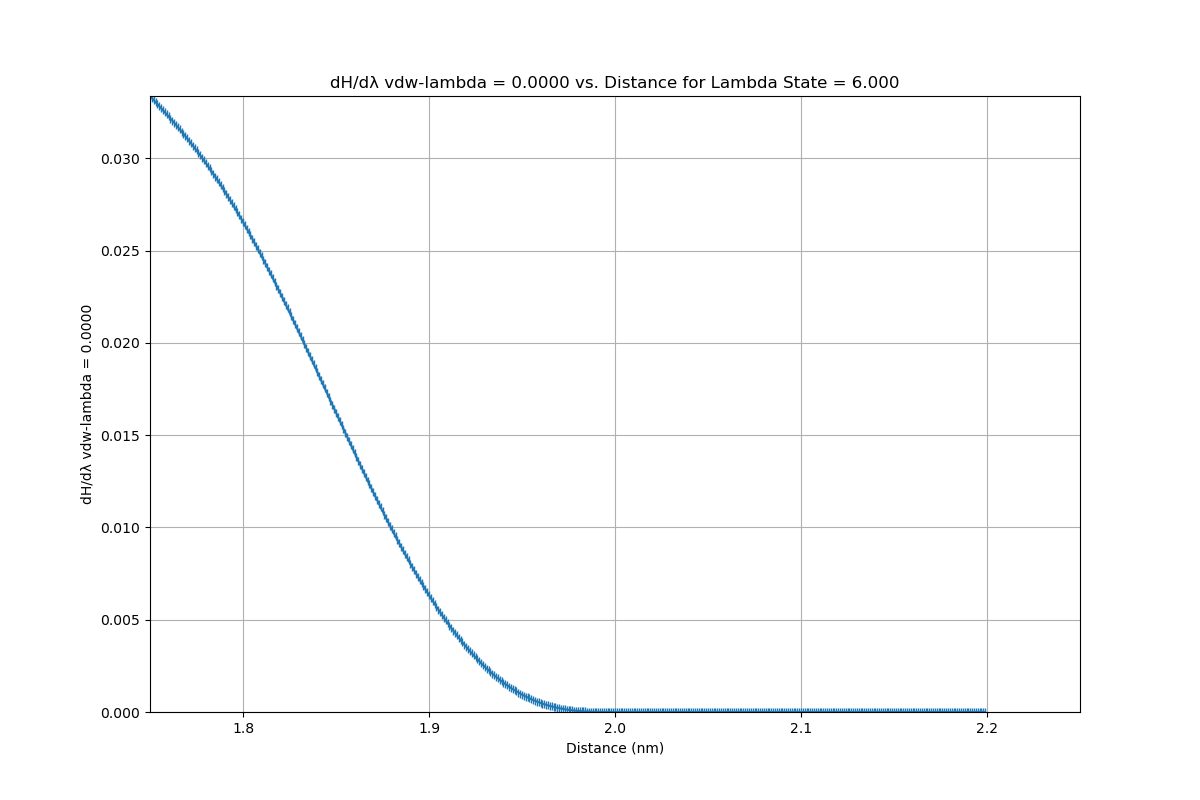 dH/dλ vdw-lambda = 0.0000 vs. Distance for Lambda State = 6.000
0.030
0.025
0.020
0.015
0.010
0.005
0.000
dH/dλ vdw-lambda = 0.0000
1.8 1.9 2.0 2.1 2.2
Distance (nm)